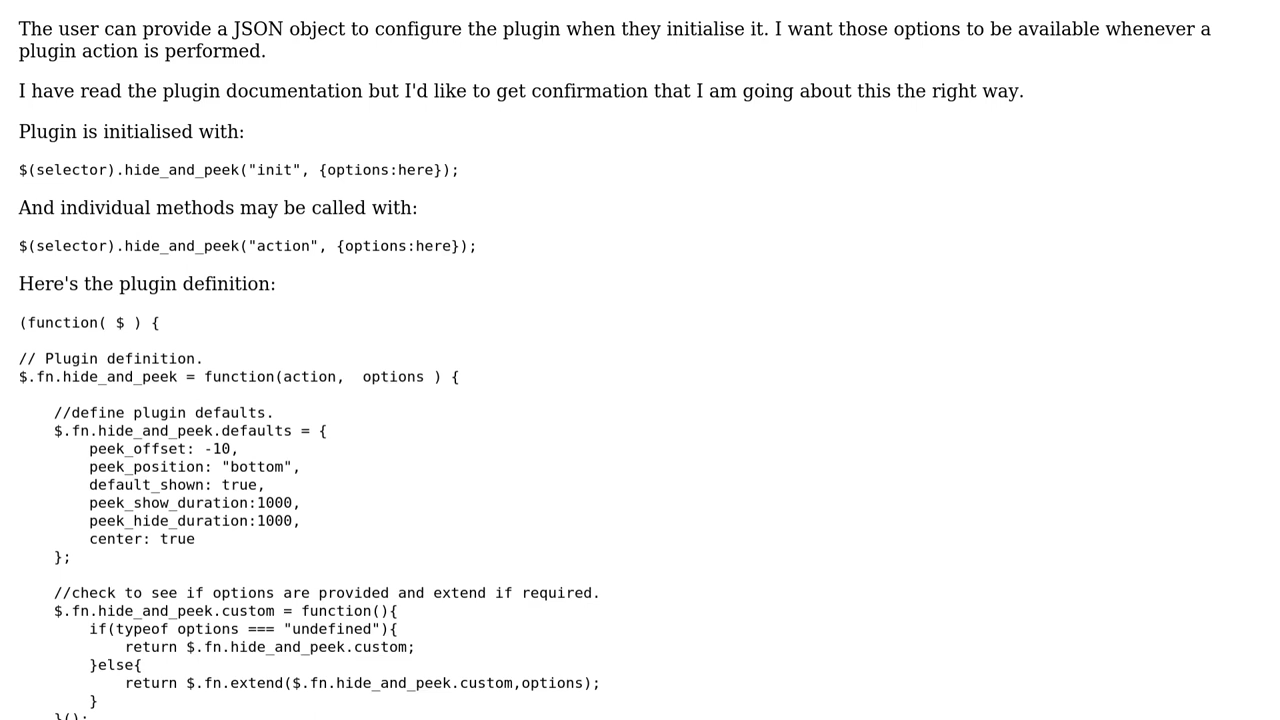 The user can provide a JSON object to configure the plugin when they initialise it. I want those options to be available whenever a
plugin action is performed.
I have read the plugin documentation but I'd like to get confirmation that I am going about this the right way.
Plugin is initialised with:
$(selector).hide_and_peek("init", {options:here});
And individual methods may be called with:
$(selector).hide_and_peek("action", {options:here});
Here's the plugin definition:
(function( $ ) {
// Plugin definition.
$.fn.hide_and_peek = function(action,  options ) {
    //define plugin defaults.
    $.fn.hide_and_peek.defaults = {
        peek_offset: -10,
        peek_position: "bottom",
        default_shown: true,
        peek_show_duration:1000,
        peek_hide_duration:1000,
        center: true
    };
    //check to see if options are provided and extend if required.
    $.fn.hide_and_peek.custom = function(){
        if(typeof options === "undefined"){
            return $.fn.hide_and_peek.custom;
        }else{
            return $.fn.extend($.fn.hide_and_peek.custom,options);
        }
    }();